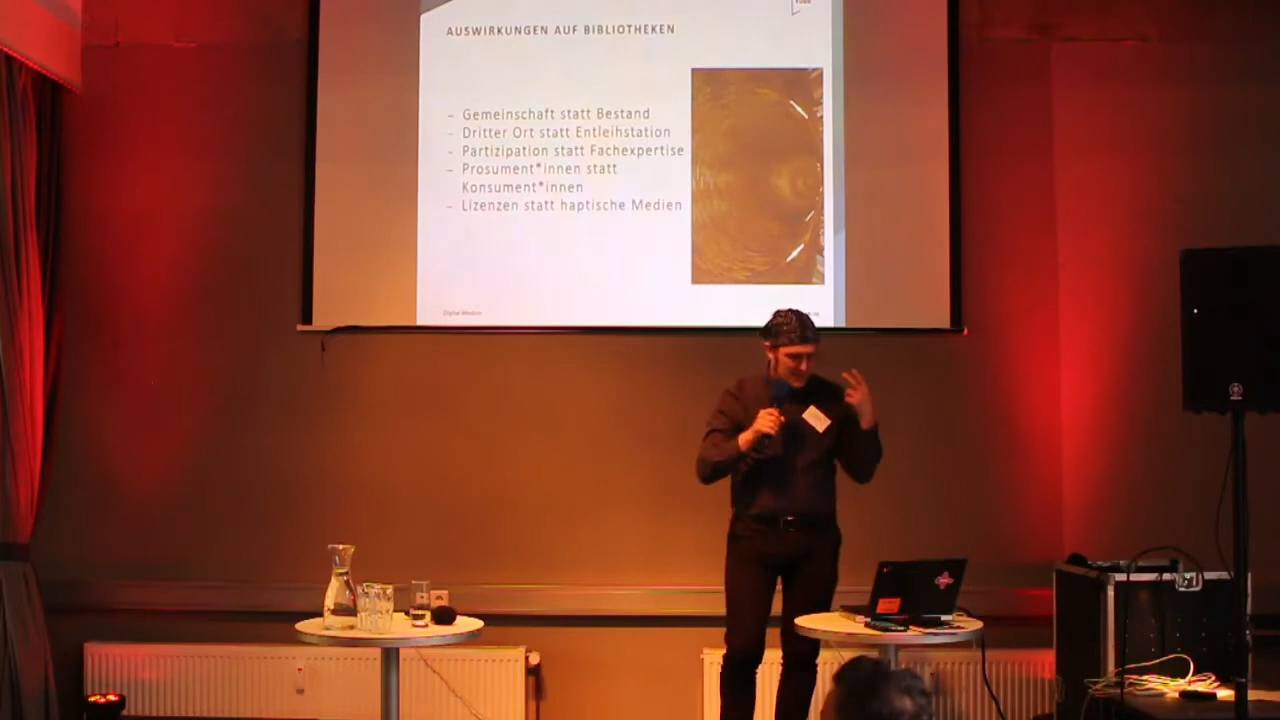 AUSWIRKUNGEN AUF BIBLIOTHEKEN
- Gemeinschaft statt Bestand
- Dritter Ort statt Entleihstation
- Partizipation statt Fachexpertise
- Prosument*innen statt
Konsument*innen
- Lizenzen statt haptische Medien